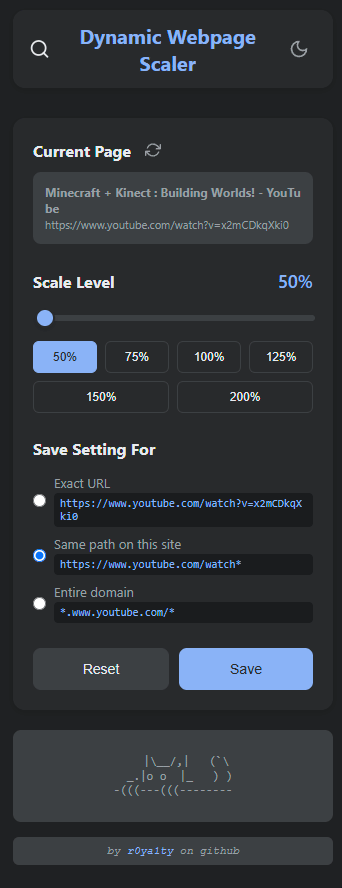 Dynamic Webpage
Scaler
Current Page
Minecraft + Kinect : Building Worlds! - YouTu
be
https://www.youtube.com/watch?v=x2mCDkqXki0
Scale Level
50%
50%
75%
100%
125%
150%
200%
Save Setting For
Exact URL
https://www.youtube.com/watch?v=x2mCDkqX
ki0
Same path on this site
https://www.youtube.com/watch*
Entire domain
*.www.youtube.com/*
Reset
Save
|\__/,|   (`\
_.|o o  |_   ) )
-(((---(((--------
by r0ya1ty on github